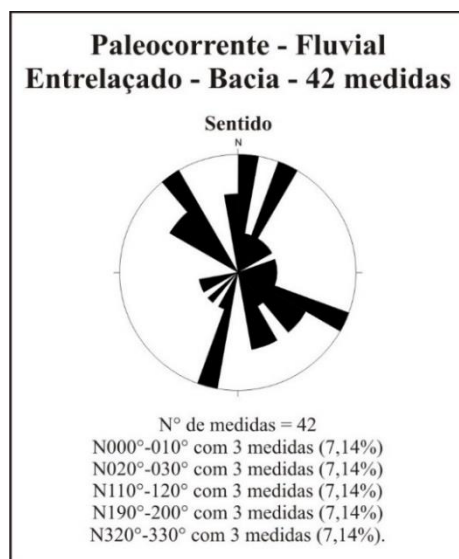 Paleocorrente - Fluvial
Entrelaçado - Bacia - 42 medidas
Sentido
N
N° de medidas = 42
N000°-010° com 3 medidas (7,14%)
N020°-030° com 3 medidas (7,14%)
N110°-120° com 3 medidas (7,14%)
N190°-200° com 3 medidas (7,14%)
N320°-330° com 3 medidas (7,14%).